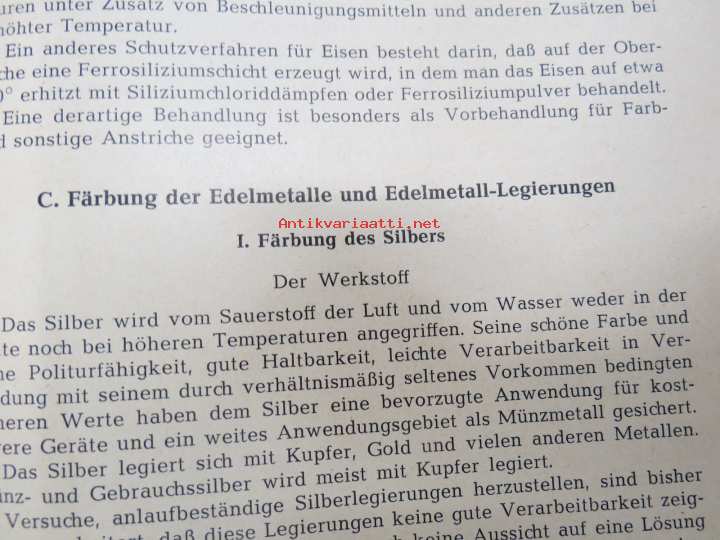 uren unter Zusatz von Beschleunigungsmitteln und anderen Zusätzen bei
höhter Temperatur.
Ein anderes Schutzverfahren für Eisen besteht darin, daß auf der Ober-
che eine Ferrosiliziumschicht erzeugt wird, in dem man das Eisen auf etwa
0° erhitzt mit Siliziumchloriddämpfen oder Ferrosiliziumpulver behandelt.
Eine derartige Behandlung ist besonders als Vorbehandlung für Farb-
d sonstige Anstriche geeignet.
C. Färbung der Edelmetalle und Edelmetall-Legierungen
Antikvariaatti.net
I. Färbung des Silbers
Der Werkstoff
Das Silber wird vom Sauerstoff der Luft und vom Wasser weder in der
te noch bei höheren Temperaturen angegriffen. Seine schöne Farbe und
he Politurfähigkeit, gute Haltbarkeit, leichte Verarbeitbarkeit in Ver-
dung mit seinem durch verhältnismäßig seltenes Vorkommen bedingten
heren Werte haben dem Silber eine bevorzugte Anwendung für kost-
ere Geräte und ein weites Anwendungsgebiet als Münzmetall gesichert.
Das Silber legiert sich mit Kupfer, Gold und vielen anderen Metallen.
ünz- und Gebrauchssilber wird meist mit Kupfer legiert.
Versuche, anlaufbeständige Silberlegierungen herzustellen, sind bisher
daß diese Legierungen keine gute Verarbeitbarkeit zeig-
keine Aussicht auf eine Lösung